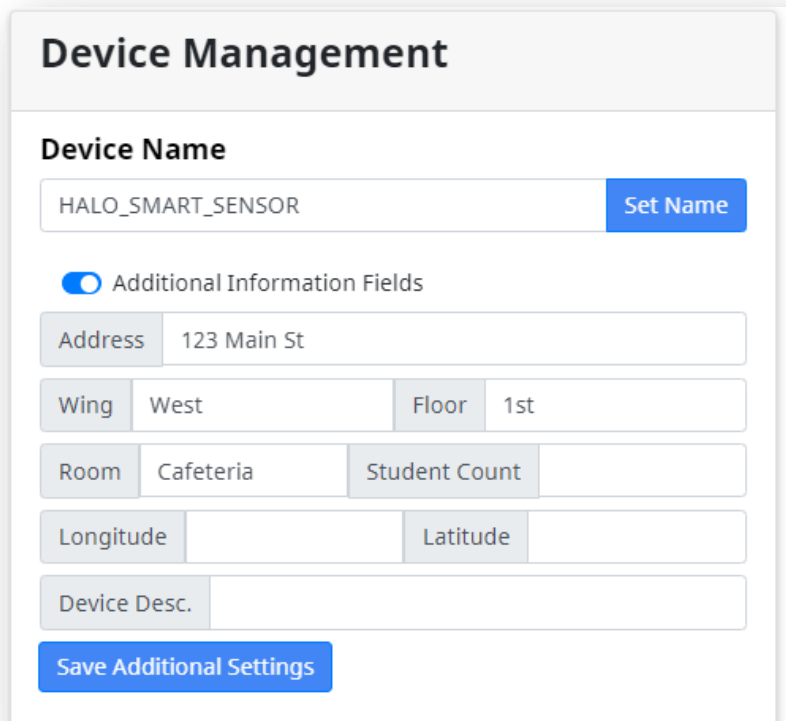 Device Management
Device Name
HALO_SMART_SENSOR Set Name
Additional Information Fields
Address 123 Main St
Wing West Floor 1st
Room Cafeteria Student Count
Longitude Latitude
Device Desc.
Save Additional Settings